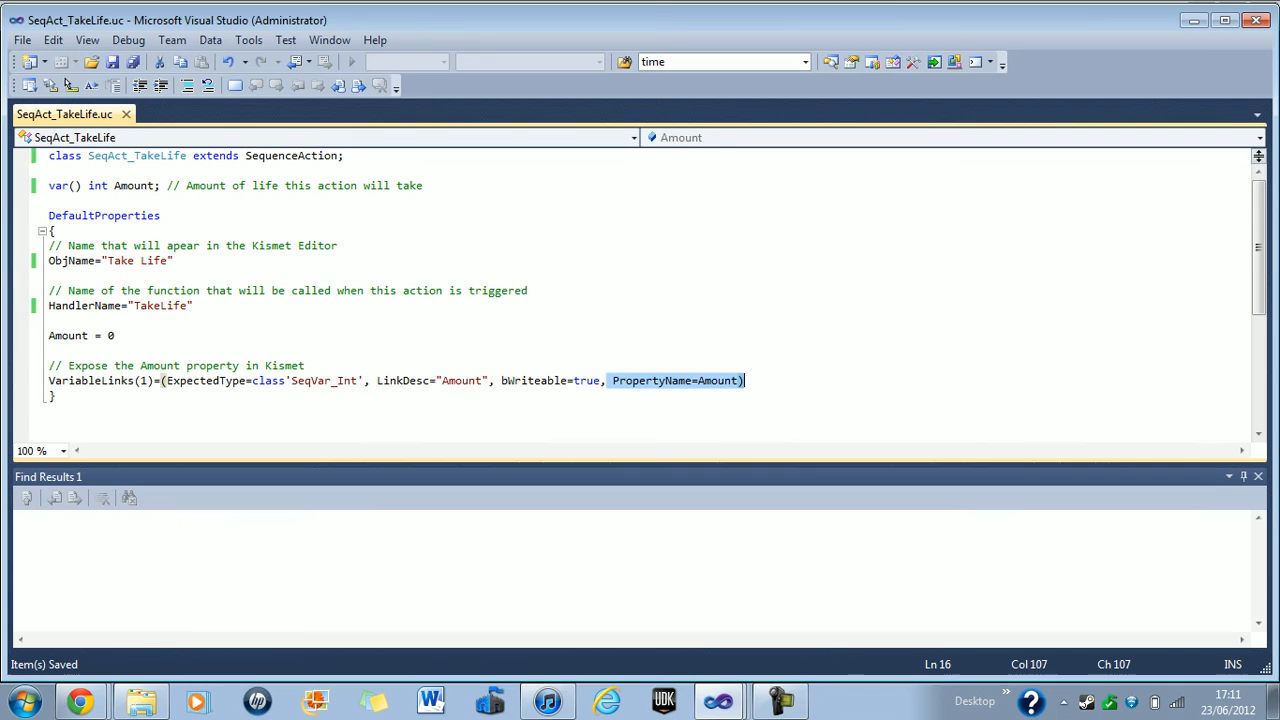 SeqAct_TakeLife.uc - Microsoft Visual Studio (Administrator)
File Edit View Debug Team Data Tools Test Window Help
time
SeqAct_TakeLife.uc
SeqAct_TakeLife Amount
class SeqAct_TakeLife extends SequenceAction;
var() int Amount; // Amount of life this action will take
DefaultProperties
{
// Name that will apear in the Kismet Editor
ObjName="Take Life"
// Name of the function that will be called when this action is triggered
HandlerName="TakeLife"
Amount = 0
// Expose the Amount property in Kismet
VariableLinks(1)=(ExpectedType=class'SeqVar_Int', LinkDesc="Amount", bWriteable=true, PropertyName=Amount)
}
100 %
Find Results 1
Item(s) Saved Ln 16 Col 107 Ch 107 INS
hp W UDK Desktop » ? 17:11
23/06/2012